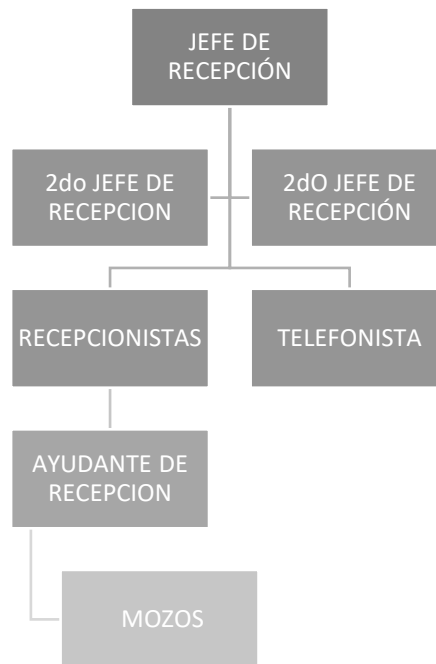 JEFE DE
RECEPCIÓN
2do JEFE DE
RECEPCION
2dO JEFE DE
RECEPCIÓN
RECEPCIONISTAS
TELEFONISTA
AYUDANTE DE
RECEPCION
MOZOS